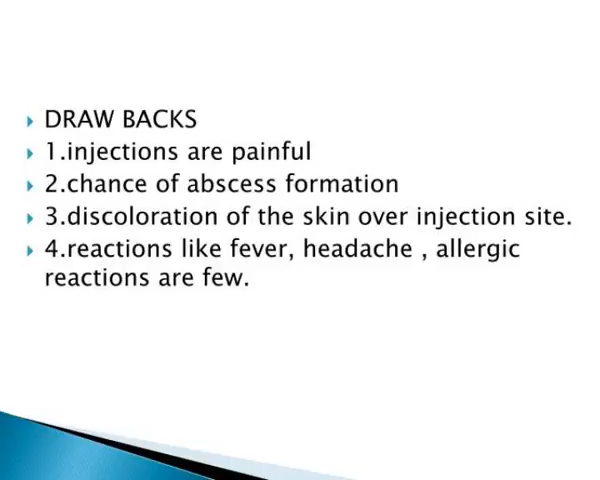 DRAW BACKS
1.injections are painful
2.chance of abscess formation
3.discoloration of the skin over injection site.
4.reactions like fever, headache , allergic
reactions are few.